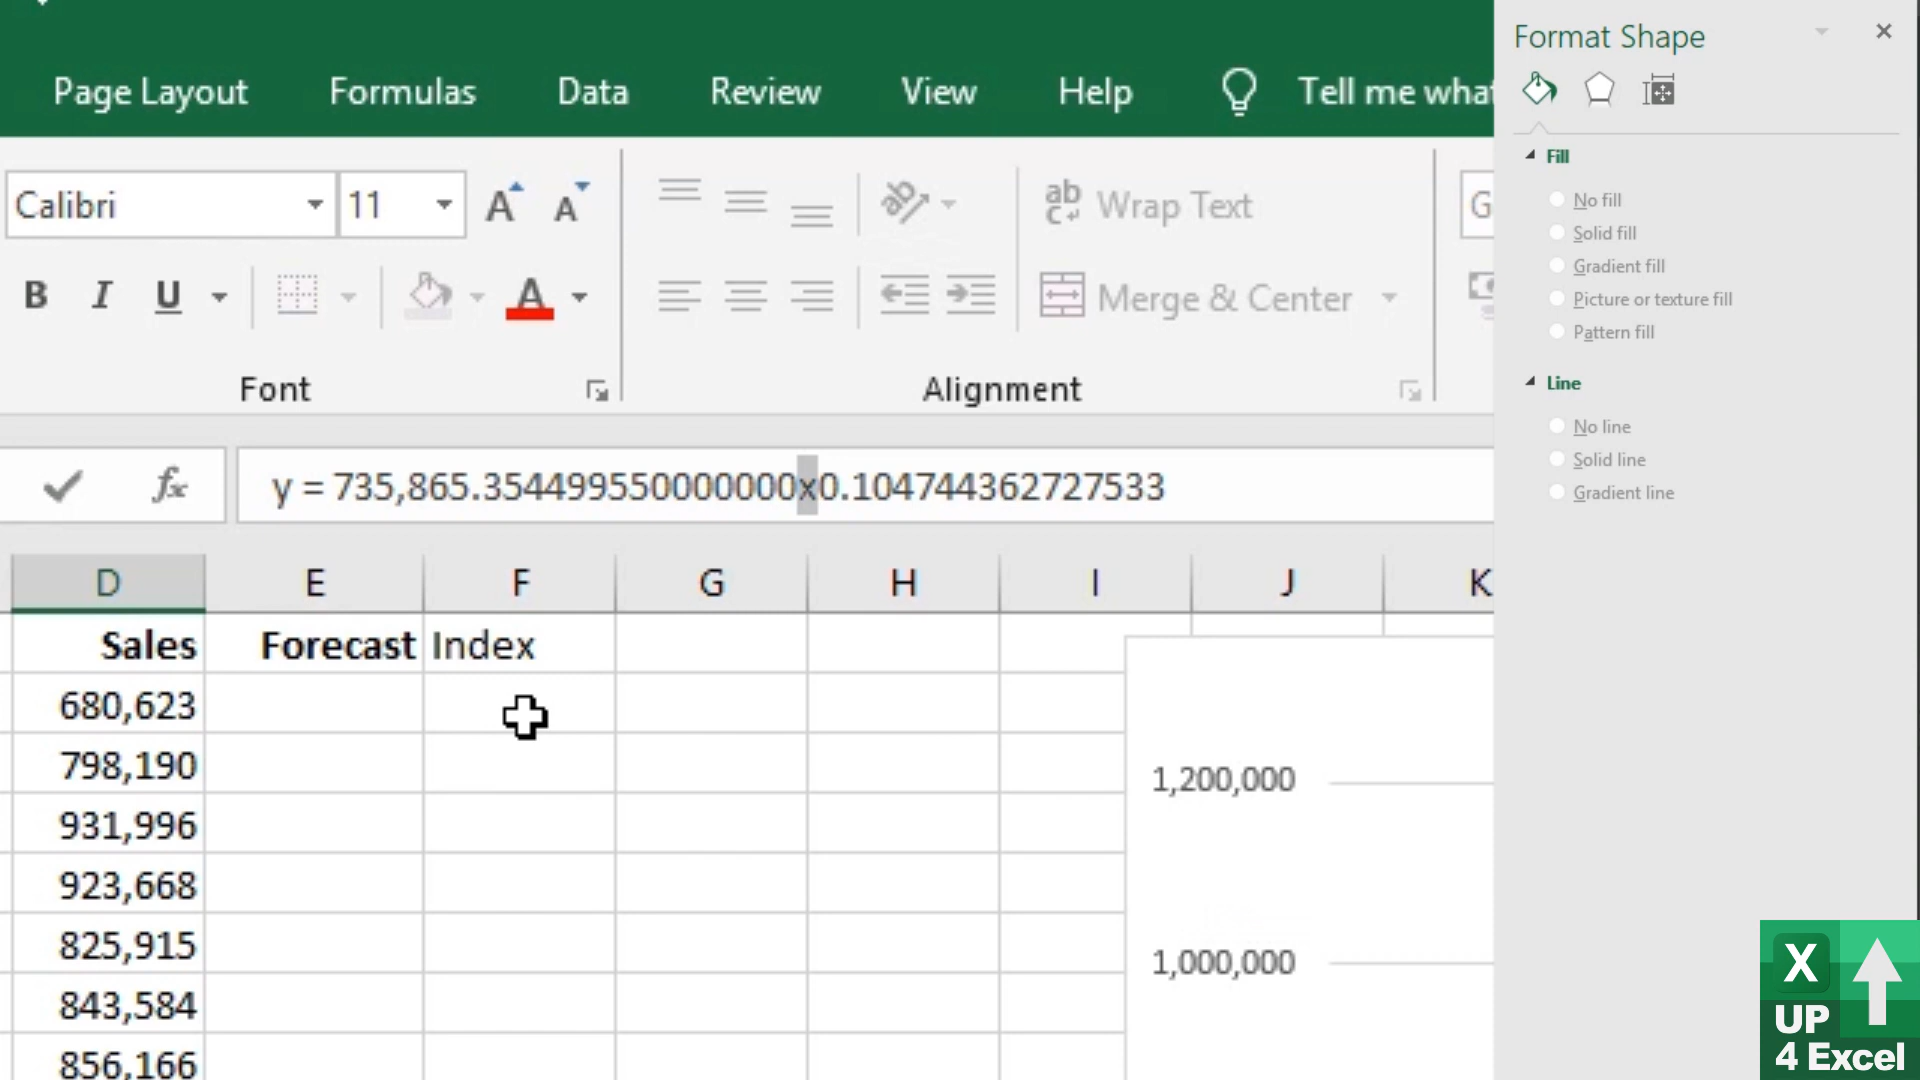 Page Layout Formulas Data Review View Help Tell me what
Calibri 11 A A ab Wrap Text G
B I U A Merge & Center
Font Alignment
fx y = 735,865.354499550000000x0.104744362727533
D E F G H I J K
Sales Forecast Index
680,623
798,190
931,996
923,668
825,915
843,584
856,166
1,200,000
1,000,000
Format Shape
Fill
No fill
Solid fill
Gradient fill
Picture or texture fill
Pattern fill
Line
No line
Solid line
Gradient line
X
UP
4 Excel